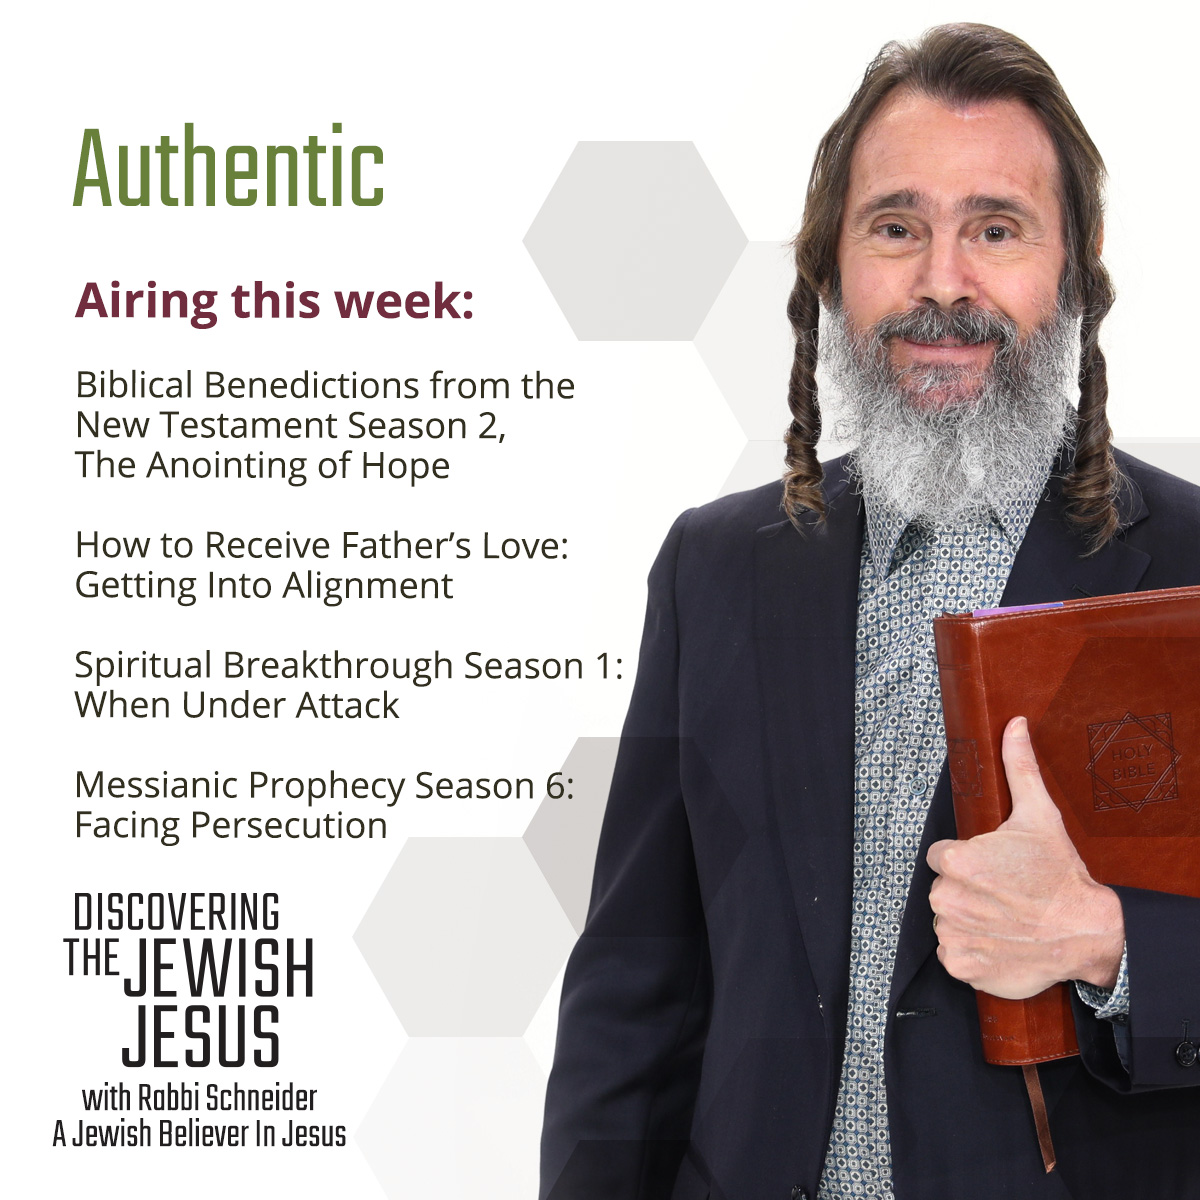 Authentic
Airing this week:
Biblical Benedictions from the
New Testament Season 2,
The Anointing of Hope
How to Receive Father’s Love:
Getting Into Alignment
Spiritual Breakthrough Season 1:
When Under Attack
Messianic Prophecy Season 6:
Facing Persecution
DISCOVERING
THE JEWISH
JESUS
with Rabbi Schneider
A Jewish Believer In Jesus
HOLY
BIBLE